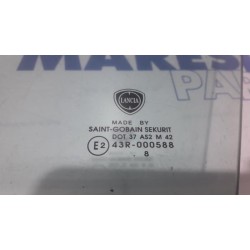 LANCIA
MADE BY
SAINT-GOBAIN SEKURIT
DOT 37 AS2 M 42
E2 43R-000588
8